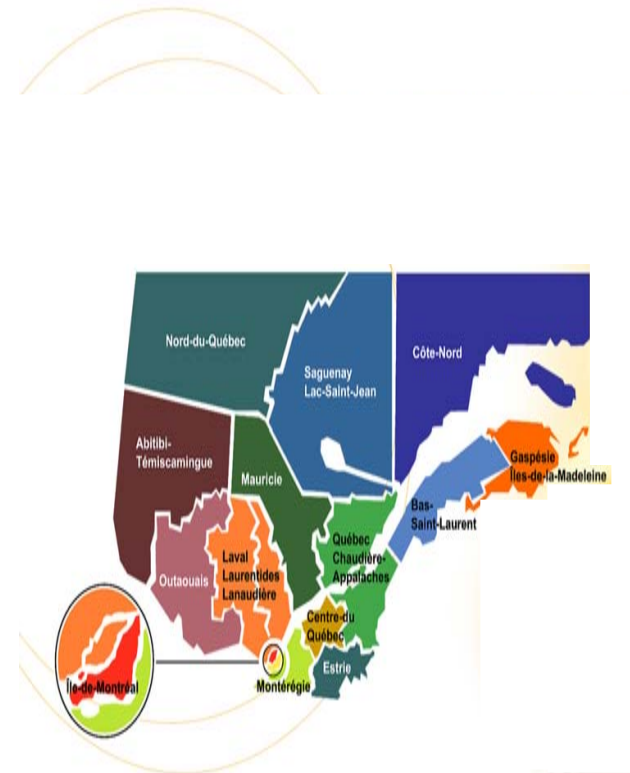 Nord-du-Québec
Côte-Nord
Saguenay
Lac-Saint-Jean
Abitibi-
Témiscamingue
Mauricie
Gaspésie
Îles-de-la-Madeleine
Bas-
Saint-Laurent
Québec
Chaudière-
Appalaches
Laval
Laurentides
Lanaudière
Outaouais
Centre-du
Québec
Estrie
Montérégie
Île-de-Montréal